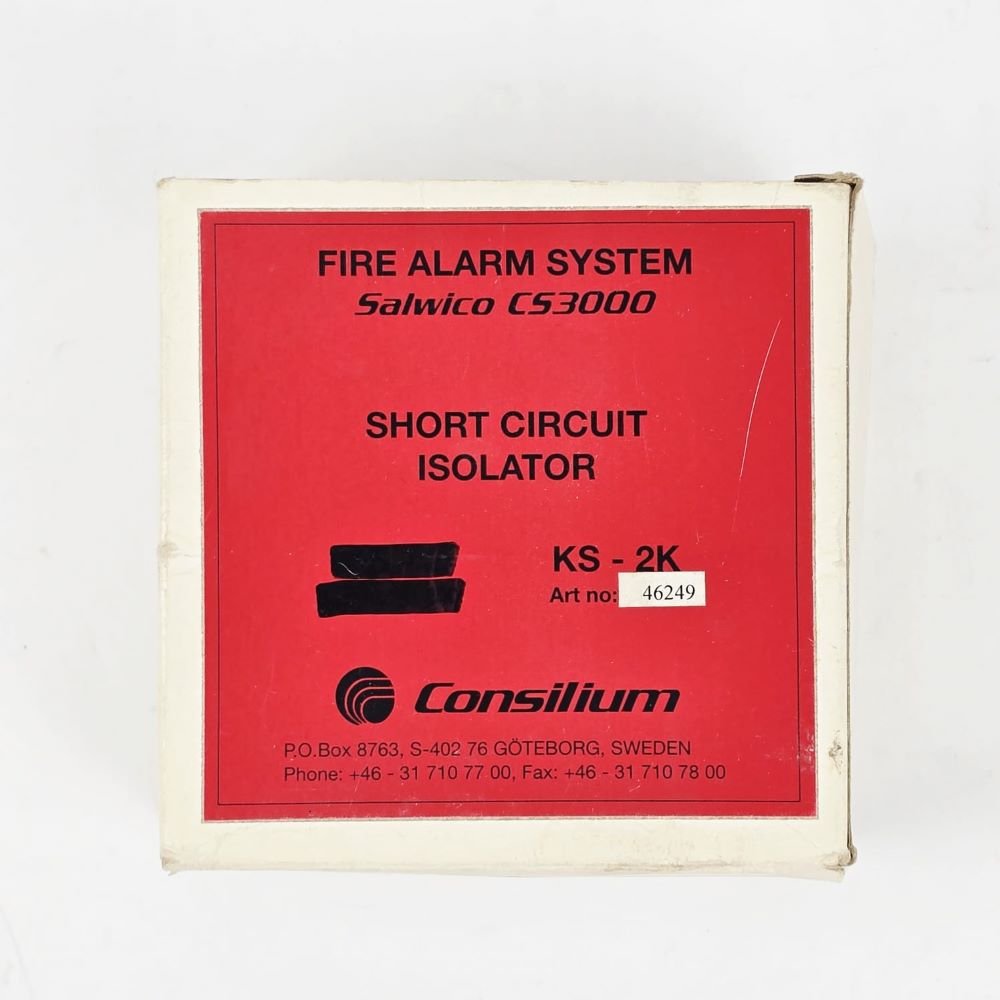 FIRE ALARM SYSTEM
Salwico CS3000
SHORT CIRCUIT
ISOLATOR
KS - 2K
Art no: 46249
Consilium
P.O.Box 8763, S-402 76 GÖTEBORG, SWEDEN
Phone: +46 - 31 710 77 00, Fax: +46 - 31 710 78 00